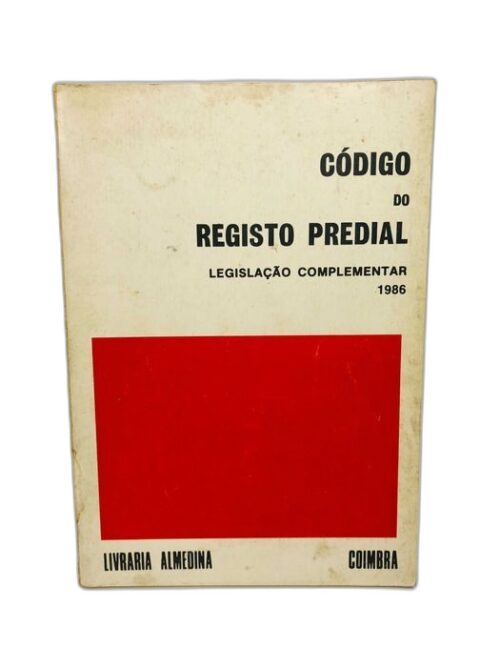 CÓDIGO
DO
REGISTO PREDIAL
LEGISLAÇÃO COMPLEMENTAR
1986
LIVRARIA ALMEDINA COIMBRA